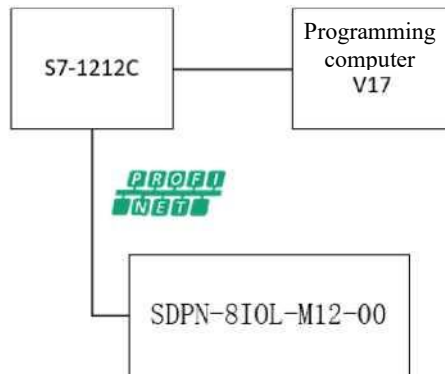 S7-1212C
Programming
computer
V17
PROFI
NET
SDPN-8IOL-M12-00